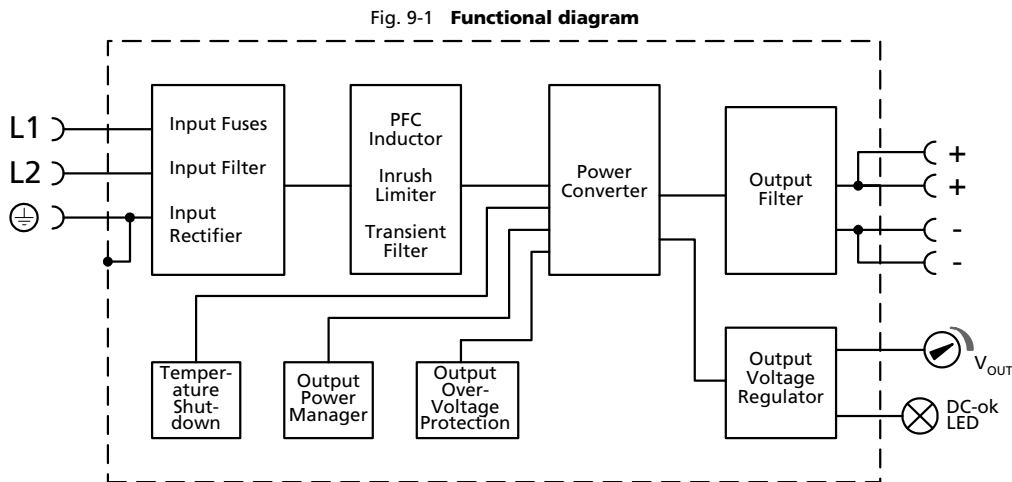 Fig. 9-1 Functional diagram
L1
L2
Input Fuses
Input Filter
Input
Rectifier
PFC
Inductor
Inrush
Limiter
Transient
Filter
Power
Converter
Output
Filter
+
+
-
-
Temper-
ature
Shut-
down
Output
Power
Manager
Output
Over-
Voltage
Protection
Output
Voltage
Regulator
VOUT
DC-ok
LED